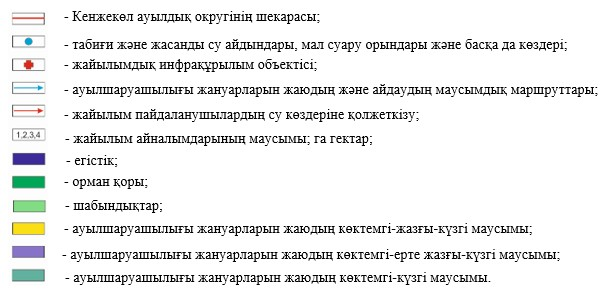 - Кенжекөл ауылдық округінің шекарасы;
- табиғи және жасанды су айдындары, мал суару орындары және басқа да көздері;
- жайылымдық инфрақұрылым объектісі;
- ауылшаруашылығы жануарларын жаюдың және айдаудың маусымдық маршруттары;
- жайылым пайдаланушылардың су көздеріне қолжеткізу;
1,2,3,4 - жайылым айналымдарының маусымы; га гектар;
- егістік;
- орман қоры;
- шабындықтар;
- ауылшаруашылығы жануарларын жаюдың көктемгі-жазғы-күзгі маусымы;
- ауылшаруашылығы жануарларын жаюдың көктемгі-ерте жазғы-күзгі маусымы;
- ауылшаруашылығы жануарларын жаюдың көктемгі-күзгі маусымы.